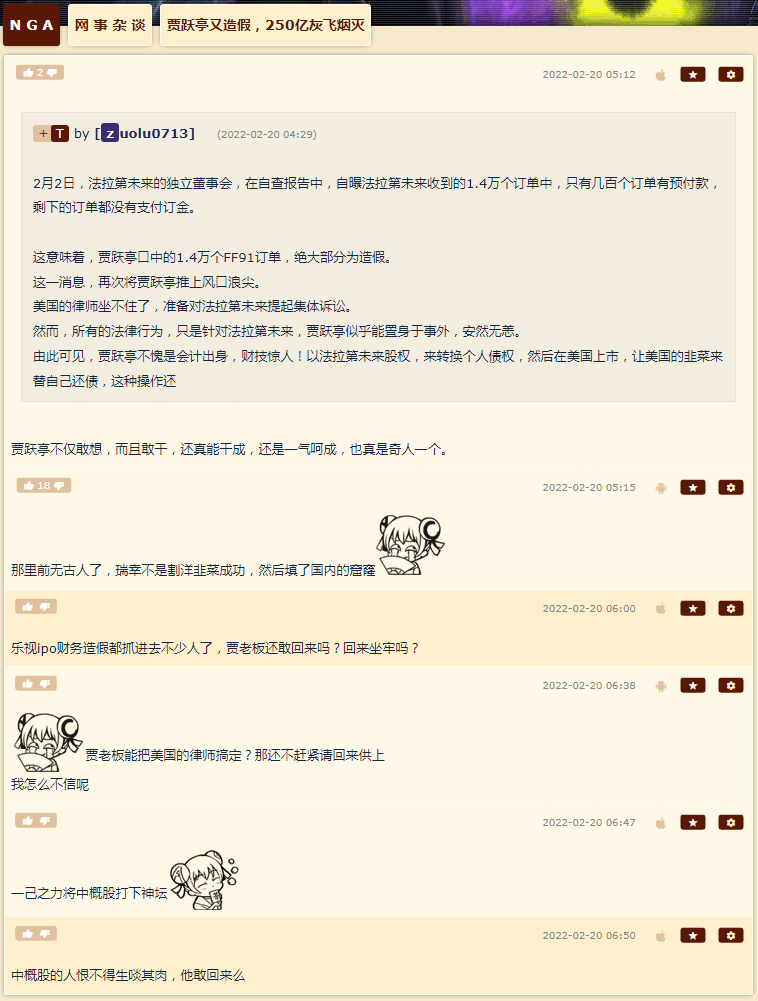 NGA 网事杂谈 贾跃亭又造假，250亿灰飞烟灭
2 2022-02-20 05:12
+ T by [zuolu0713] (2022-02-20 04:29)
2月2日，法拉第未来的独立董事会，在自查报告中，自曝法拉第未来收到的1.4万个订单中，只有几百个订单有预付款，
剩下的订单都没有支付订金。
这意味着，贾跃亭口中的1.4万个FF91订单，绝大部分为造假。
这一消息，再次将贾跃亭推上风口浪尖。
美国的律师坐不住了，准备对法拉第未来提起集体诉讼。
然而，所有的法律行为，只是针对法拉第未来，贾跃亭似乎能置身于事外，安然无恙。
由此可见，贾跃亭不愧是会计出身，财技惊人！以法拉第未来股权，来转换个人债权，然后在美国上市，让美国的韭菜来
替自己还债，这种操作还
贾跃亭不仅敢想，而且敢干，还真能干成，还是一气呵成，也真是奇人一个。
18 2022-02-20 05:15
那里前无古人了，瑞幸不是割洋韭菜成功，然后填了国内的窟窿
2022-02-20 06:00
乐视ipo财务造假都抓进去不少人了，贾老板还敢回来吗？回来坐牢吗？
2022-02-20 06:38
贾老板能把美国的律师搞定？那还不赶紧请回来供上
我怎么不信呢
2022-02-20 06:47
一己之力将中概股打下神坛
2022-02-20 06:50
中概股的人恨不得生啖其肉，他敢回来么